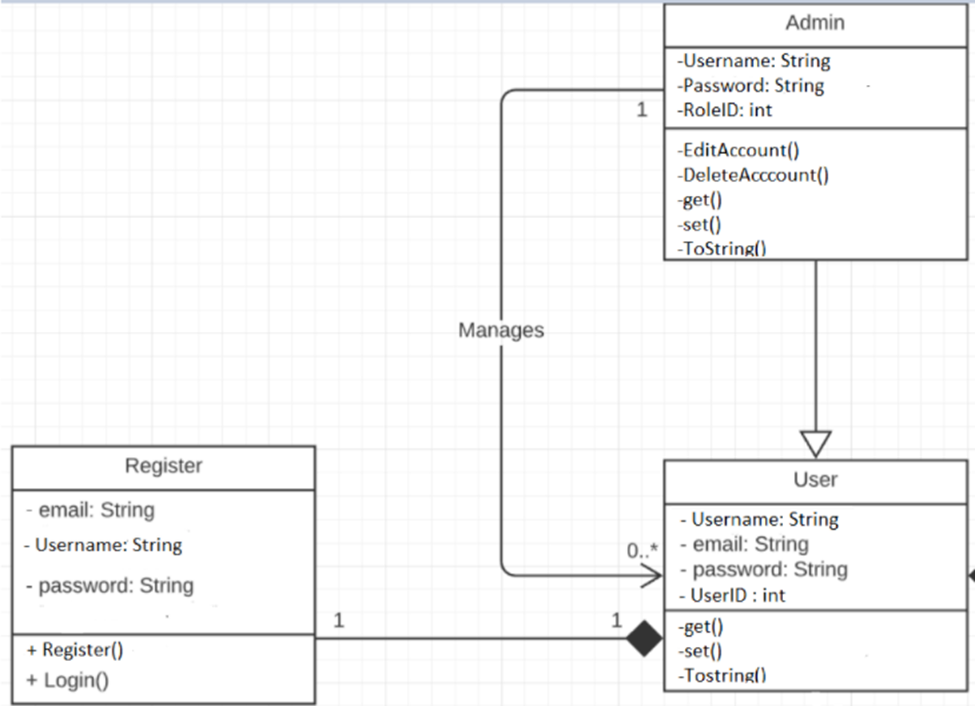 Admin
-Username: String
-Password: String
-RoleID: int
-EditAccount()
-DeleteAcccount()
-get()
-set()
-ToString()
1
Manages
0..*
Register
- email: String
- Username: String
- password: String
+ Register()
+ Login()
1
1
User
- Username: String
- email: String
- password: String
- UserID : int
-get()
-set()
-Tostring()